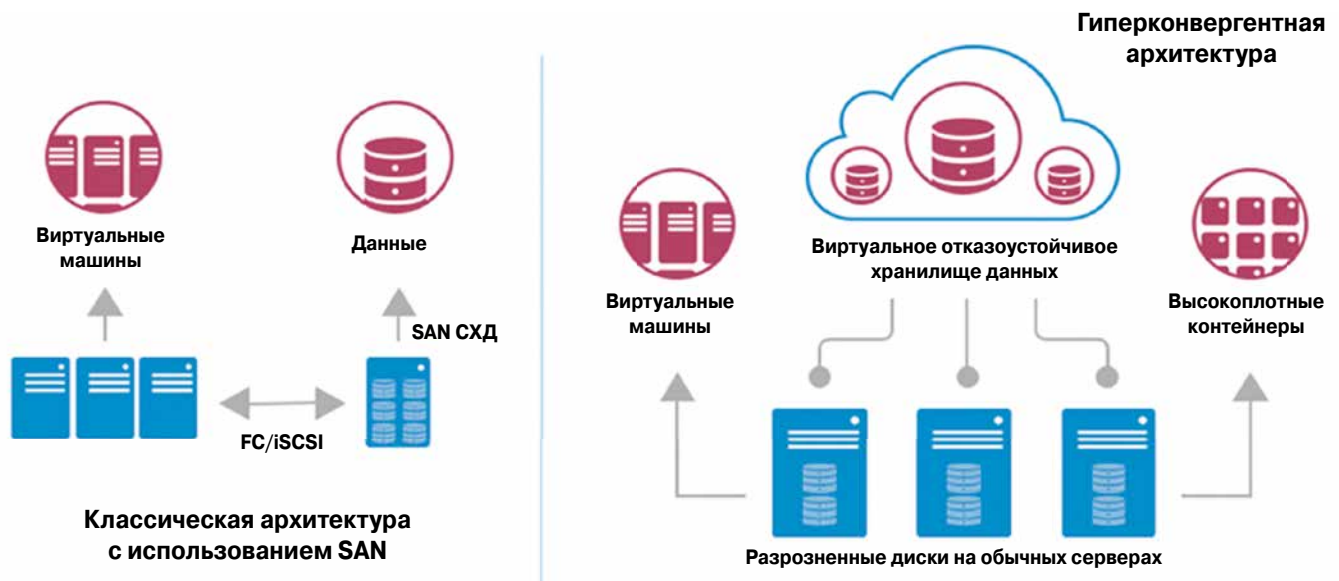 Виртуальные
машины
Данные
SAN СХД
FC/iSCSI
Классическая архитектура
с использованием SAN
Гиперконвергентная
архитектура
Виртуальное отказоустойчивое
хранилище данных
Виртуальные
машины
Высокоплотные
контейнеры
Разрозненные диски на обычных серверах